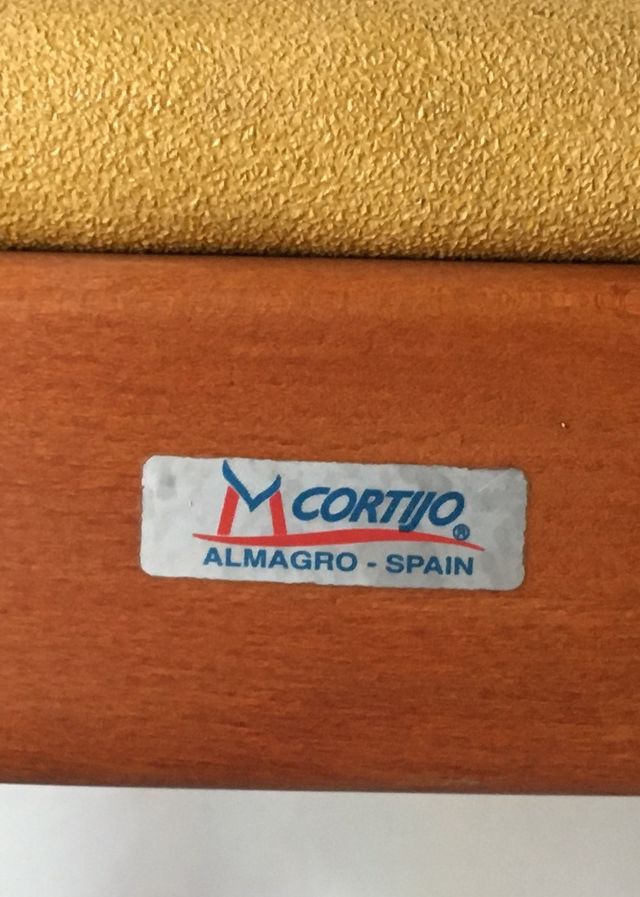 M CORTIJO ®
ALMAGRO - SPAIN